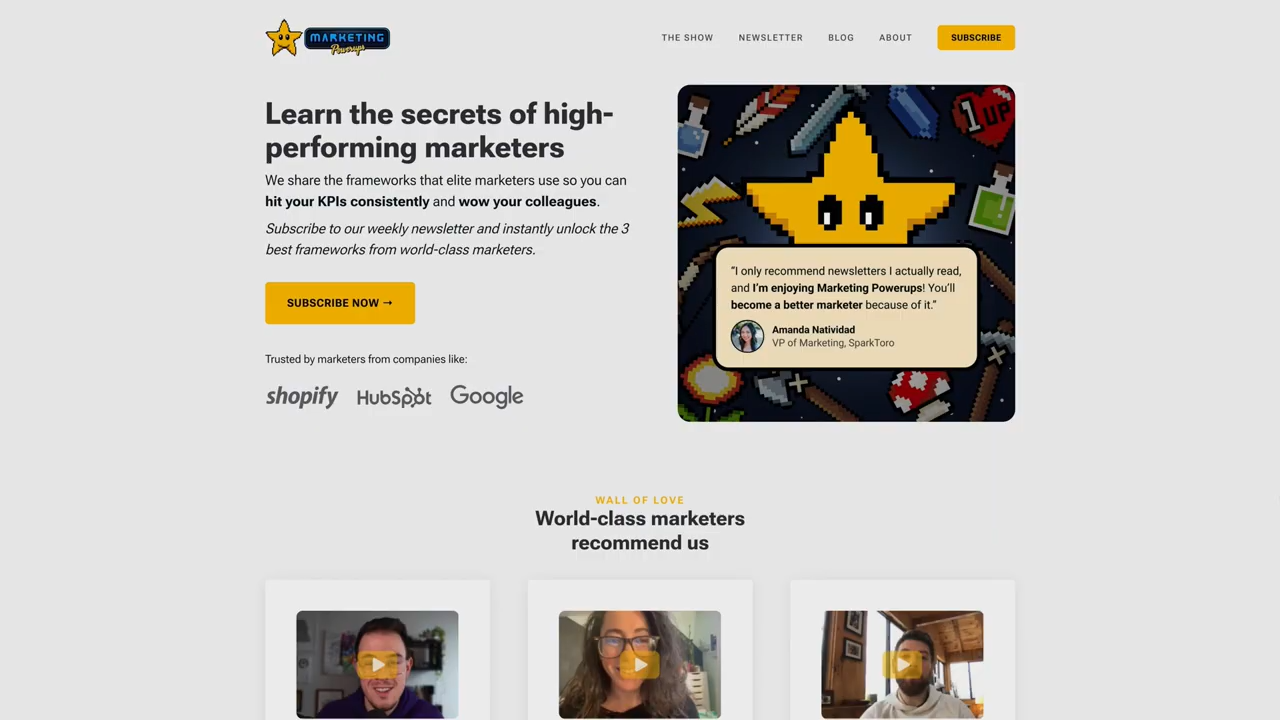 MARKETING
Powerups
THE SHOW
NEWSLETTER
BLOG
ABOUT
SUBSCRIBE
Learn the secrets of high-
performing marketers
We share the frameworks that elite marketers use so you can
hit your KPIs consistently and wow your colleagues.
Subscribe to our weekly newsletter and instantly unlock the 3
best frameworks from world-class marketers.
SUBSCRIBE NOW →
Trusted by marketers from companies like:
shopify
HubSpot
Google
1UP
“I only recommend newsletters I actually read,
and I’m enjoying Marketing Powerups! You’ll
become a better marketer because of it.”
Amanda Natividad
VP of Marketing, SparkToro
WALL OF LOVE
World-class marketers
recommend us